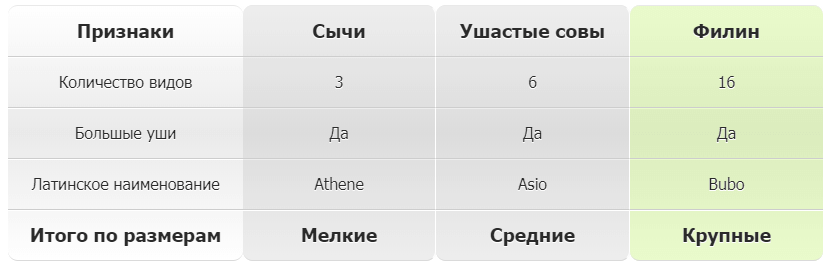 Признаки Сычи Ушастые совы Филин
Количество видов 3 6 16
Большые уши Да Да Да
Латинское наименование Athene Asio Bubo
Итого по размерам Мелкие Средние Крупные